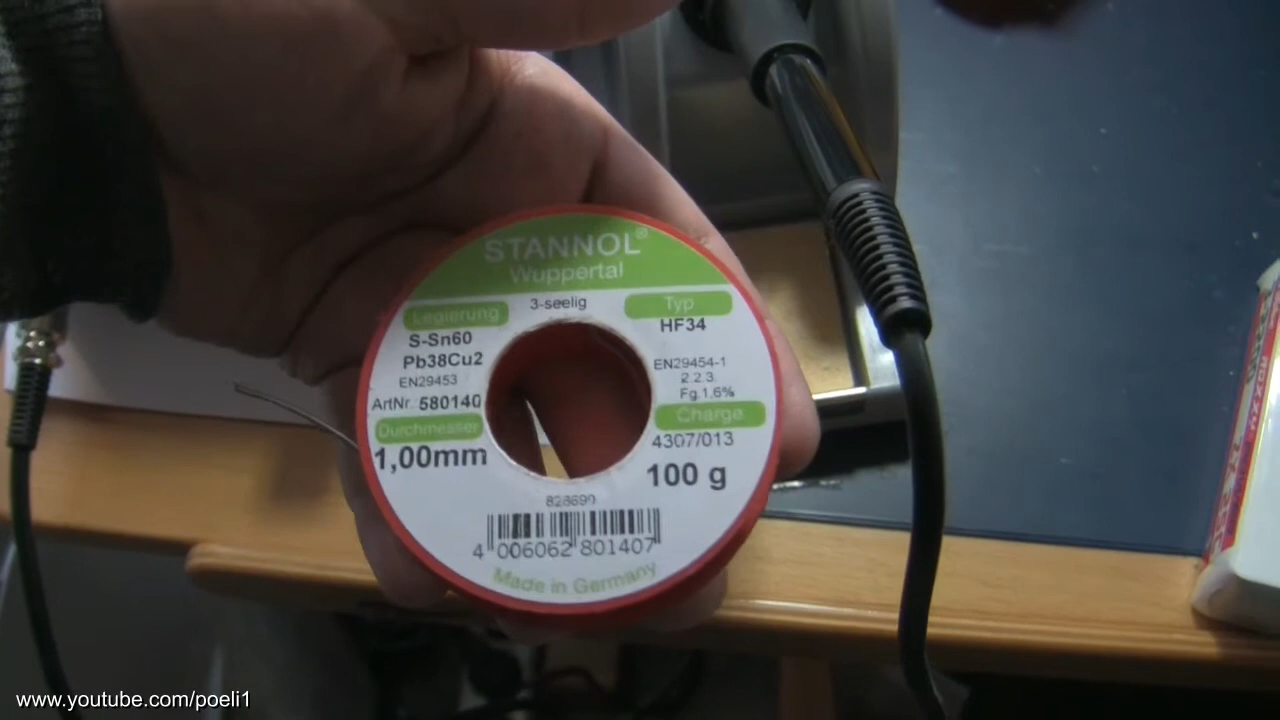 STANNOL®
Wuppertal
3-seelig
Legierung
S-Sn60
Pb38Cu2
EN29453
ArtNr. 580140
Durchmesser
1,00mm
Typ
HF34
EN29454-1
2.2.3.
Fg.1,6%
Charge
4307/013
100 g
828699
4 006062 801407
Made in Germany
www.youtube.com/poeli1